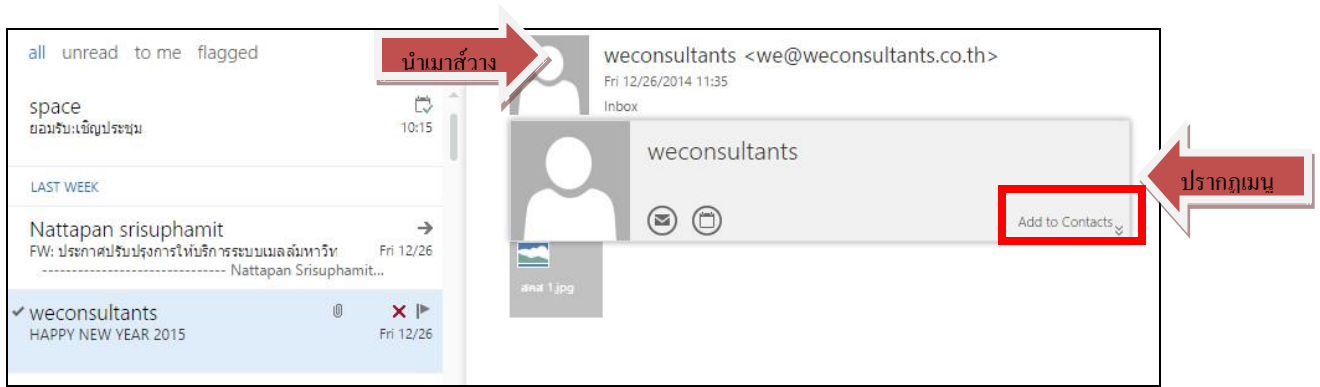 all unread to me flagged
space
ยอมรับ:เชิญประชุม 10:15
LAST WEEK
Nattapan srisuphamit
FW: ประกาศปรับปรุงการให้บริการระบบเมลล์มหาวิท Fri 12/26
------------------------------- Nattapan Srisuphamit...
weconsultants
HAPPY NEW YEAR 2015 Fri 12/26
นำเมาส์วาง
weconsultants <we@weconsultants.co.th>
Fri 12/26/2014 11:35
Inbox
weconsultants
Add to Contacts
ปรากฏเมนู
สคส 1.jpg